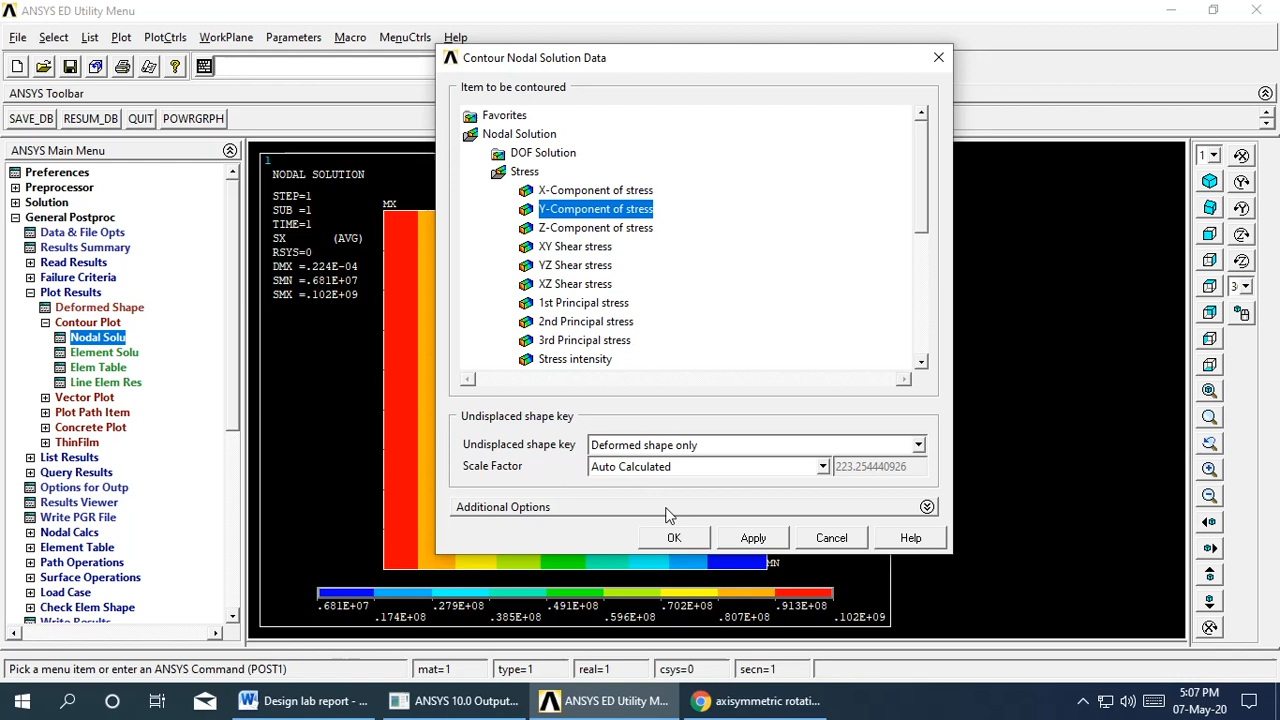 ANSYS ED Utility Menu
File Select List Plot PlotCtrls WorkPlane Parameters Macro MenuCtrls Help
ANSYS Toolbar
SAVE_DB RESUM_DB QUIT POWRGRPH
ANSYS Main Menu
Preferences
Preprocessor
Solution
General Postproc
Data & File Opts
Results Summary
Read Results
Failure Criteria
Plot Results
Deformed Shape
Contour Plot
Nodal Solu
Element Solu
Elem Table
Line Elem Res
Vector Plot
Plot Path Item
Concrete Plot
ThinFilm
List Results
Query Results
Options for Outp
Results Viewer
Write PGR File
Nodal Calcs
Element Table
Path Operations
Surface Operations
Load Case
Check Elem Shape
Write Results
1
NODAL SOLUTION
STEP=1
SUB =1
TIME=1
SX (AVG)
RSYS=0
DMX =.224E-04
SMN =.681E+07
SMX =.102E+09
MX
MN
.681E+07 .279E+08 .491E+08 .702E+08 .913E+08
.174E+08 .385E+08 .596E+08 .807E+08 .102E+09
Contour Nodal Solution Data
Item to be contoured
Favorites
Nodal Solution
DOF Solution
Stress
X-Component of stress
Y-Component of stress
Z-Component of stress
XY Shear stress
YZ Shear stress
XZ Shear stress
1st Principal stress
2nd Principal stress
3rd Principal stress
Stress intensity
Undisplaced shape key
Undisplaced shape key Deformed shape only
Scale Factor Auto Calculated 223.254440926
Additional Options
OK Apply Cancel Help
1
3
Pick a menu item or enter an ANSYS Command (POST1) mat=1 type=1 real=1 csys=0 secn=1
Design lab report - ... ANSYS 10.0 Output... ANSYS ED Utility M... axisymmetric rotati...
5:07 PM
07-May-20